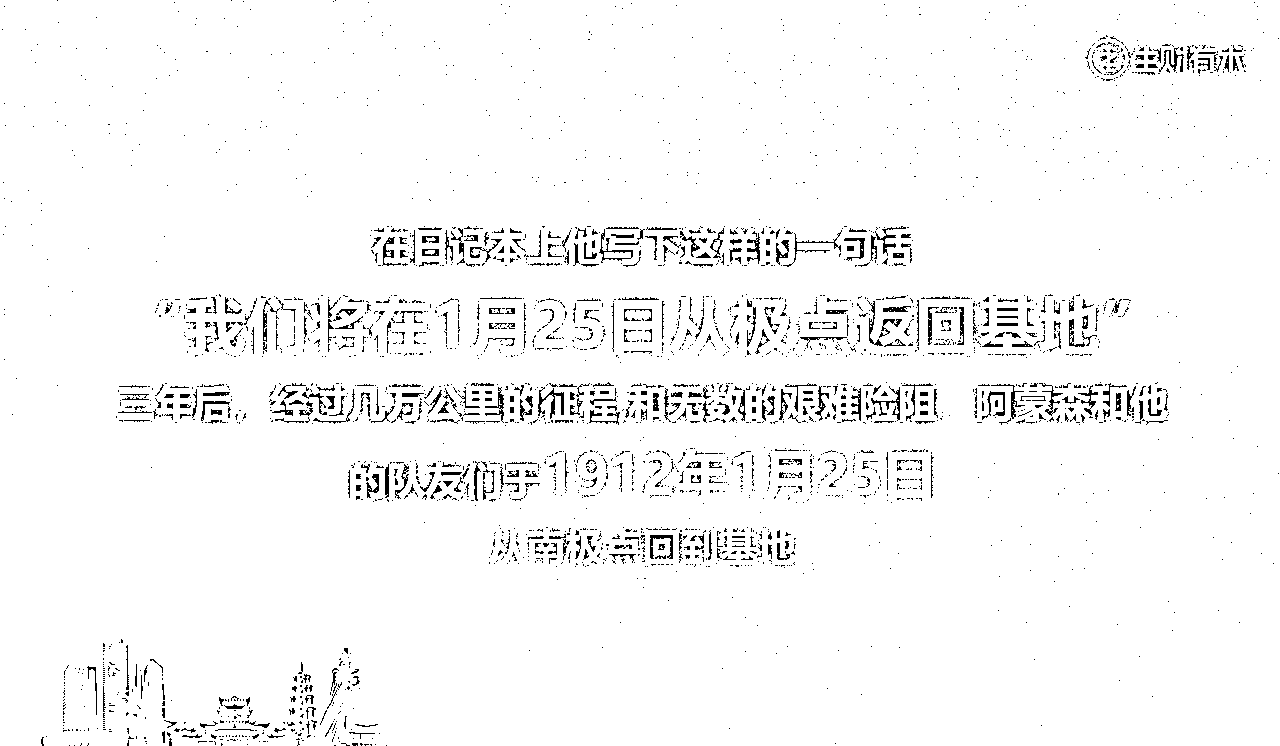 生财有术
在日记本上他写下这样的一句话
“我们将在1月25日从极点返回基地”
三年后，经过几万公里的征程,和无数的艰难险阻，阿蒙森和他
的队友们于1912年1月25日
从南极点回到基地